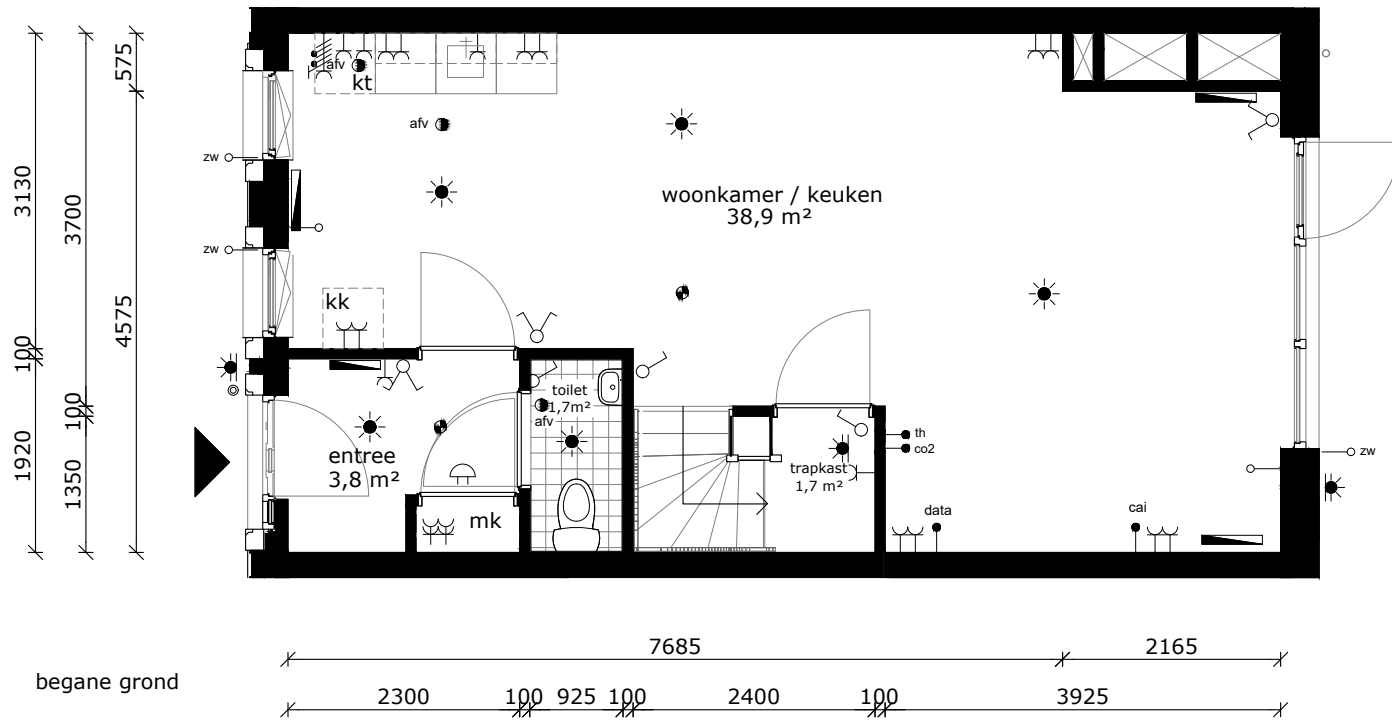 575
3130
3700
4575
100
100
1920
1350
afv
kt
afv
zw
woonkamer / keuken
38,9 m²
zw
kk
toilet
1,7m²
afv
entree
3,8 m²
mk
trapkast
1,7 m²
th
co2
zw
data
cai
7685
2165
begane grond
2300
100
925
100
2400
100
3925